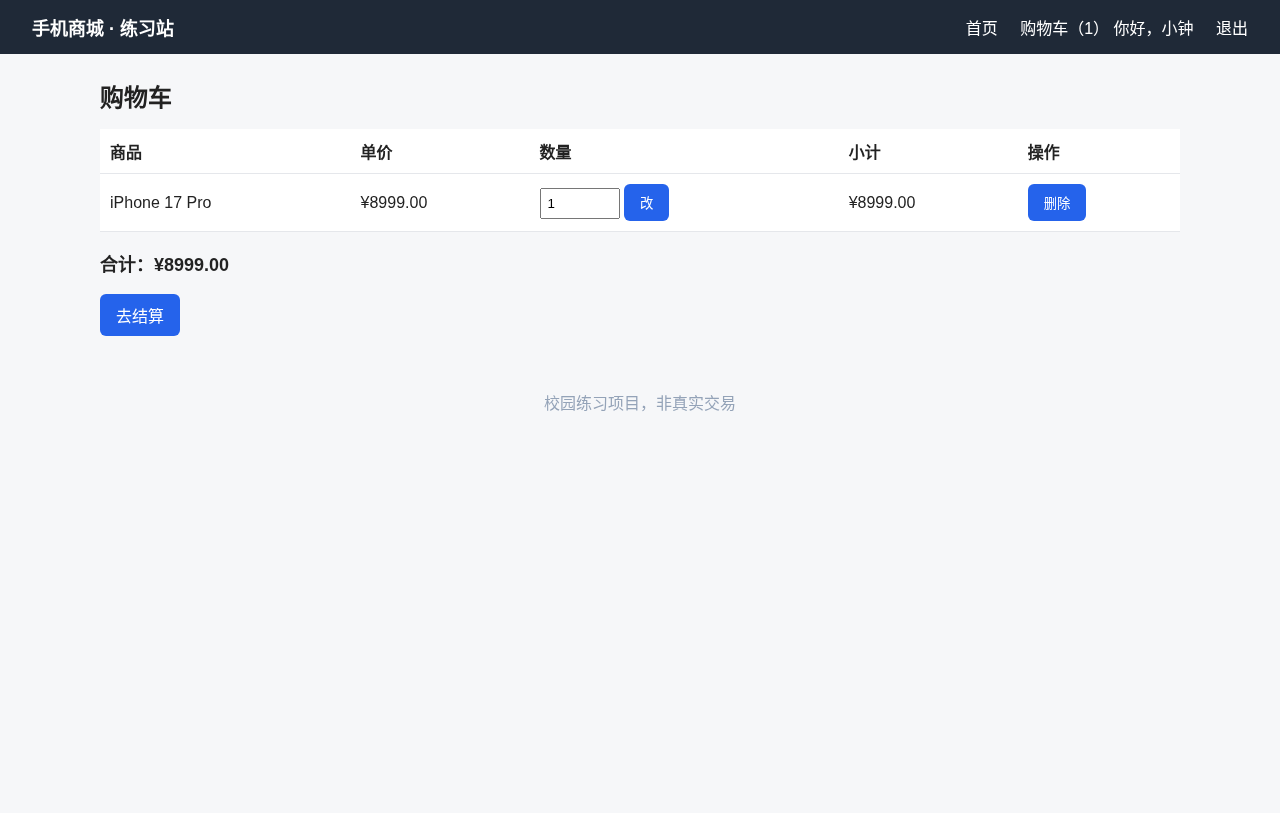 手机商城 · 练习站 首页 购物车（1） 你好，小钟 退出
购物车
商品 单价 数量 小计 操作
iPhone 17 Pro ¥8999.00 1 改 ¥8999.00 删除
合计：¥8999.00
去结算
校园练习项目，非真实交易